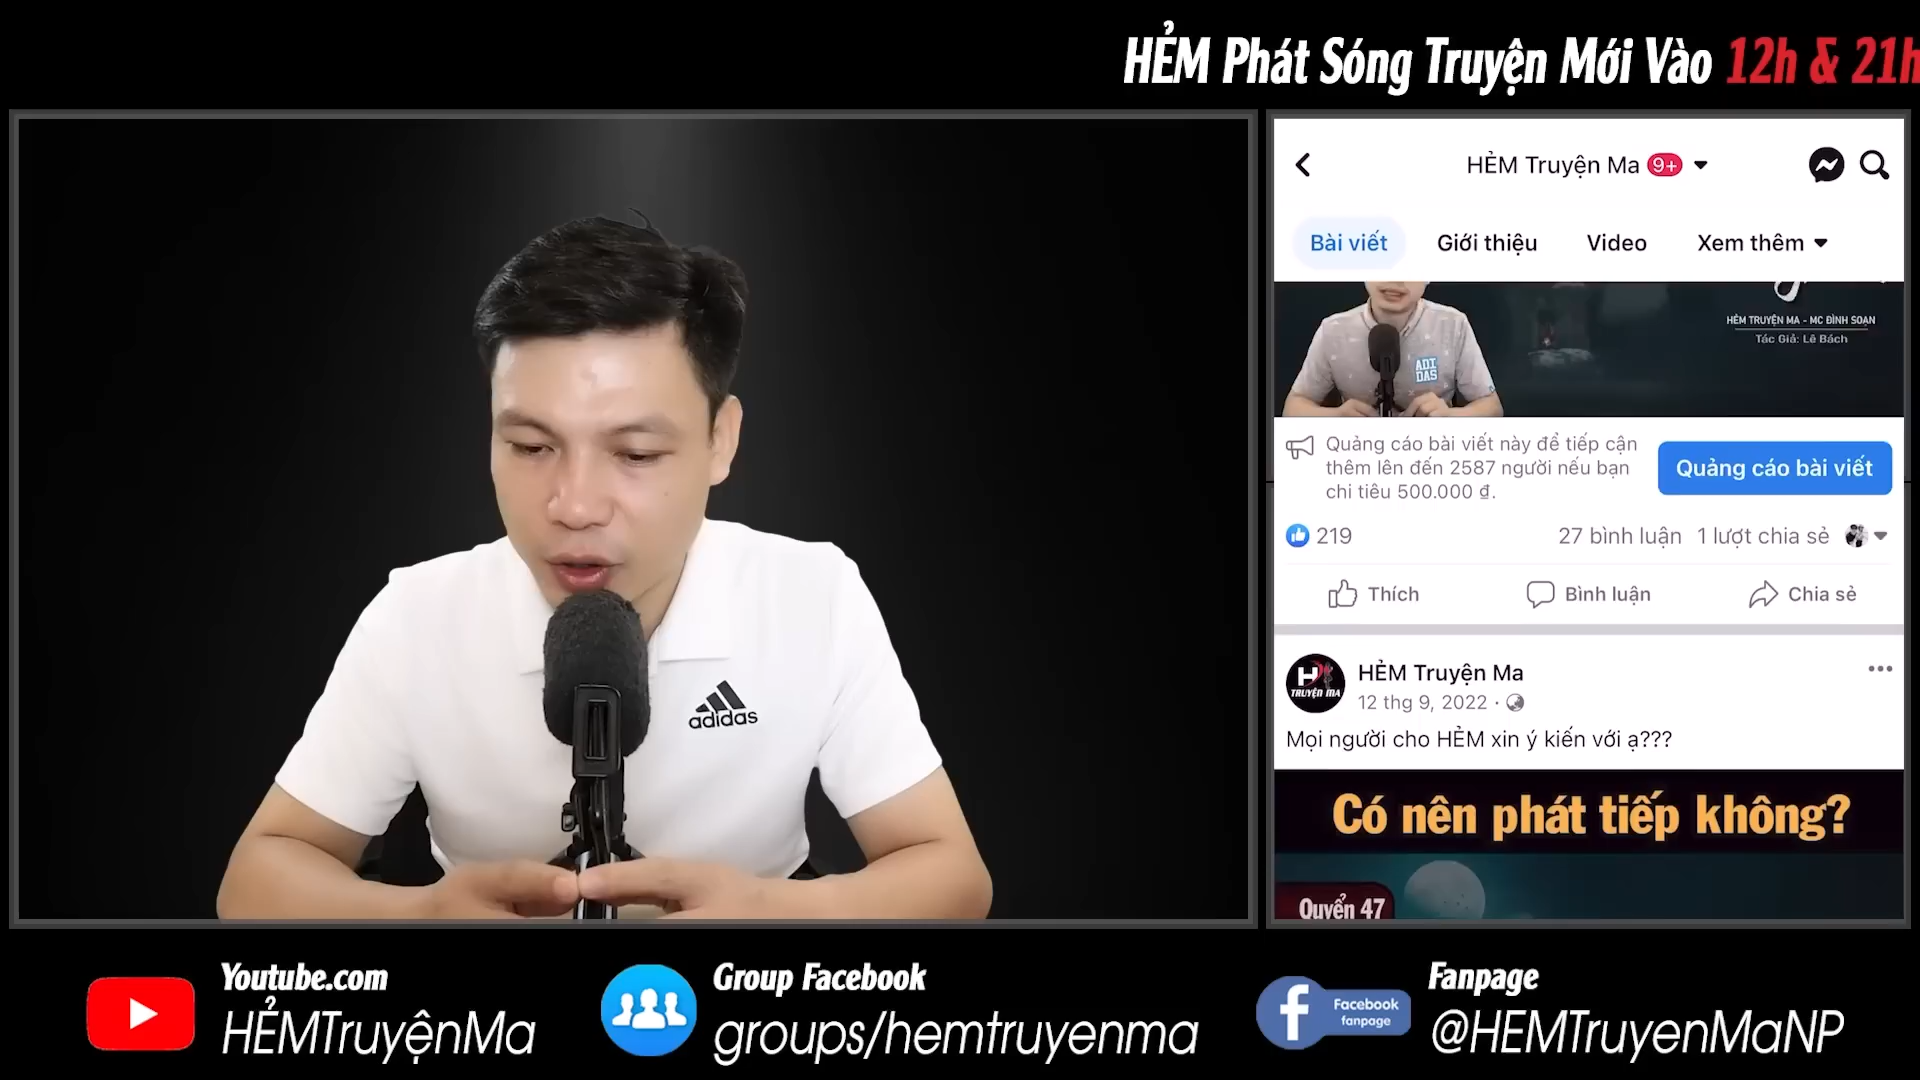 HẺM Phát Sóng Truyện Mới Vào 12h & 21h
adidas
HẺM Truyện Ma 9+
Bài viết Giới thiệu Video Xem thêm
HẺM TRUYỆN MA - MC ĐÌNH SOẠN
Tác Giả: Lê Bách
ADI
DAS
Quảng cáo bài viết này để tiếp cận
thêm lên đến 2587 người nếu bạn
chi tiêu 500.000 ₫.
Quảng cáo bài viết
219 27 bình luận 1 lượt chia sẻ
Thích Bình luận Chia sẻ
H
TRUYỆN MA
HẺM Truyện Ma
12 thg 9, 2022 ·
Mọi người cho HẺM xin ý kiến với ạ???
Có nên phát tiếp không?
Quyển 47
Youtube.com
HẺMTruyệnMa
Group Facebook
groups/hemtruyenma
Facebook
fanpage
Fanpage
@HEMTruyenMaNP